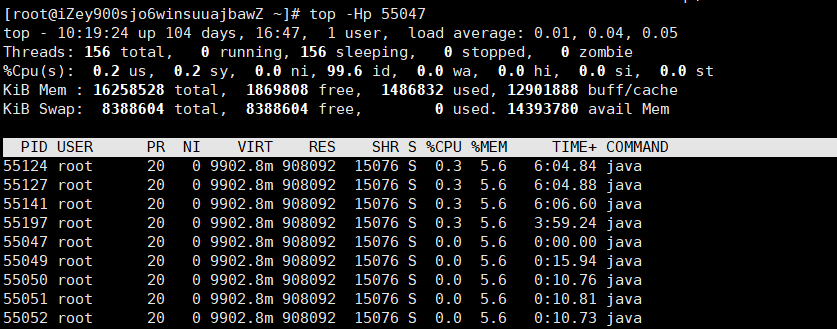 [root@iZey900sjo6winsuuajbawZ ~]# top -Hp 55047
top - 10:19:24 up 104 days, 16:47,  1 user,  load average: 0.01, 0.04, 0.05
Threads: 156 total,   0 running, 156 sleeping,   0 stopped,   0 zombie
%Cpu(s):  0.2 us,  0.2 sy,  0.0 ni, 99.6 id,  0.0 wa,  0.0 hi,  0.0 si,  0.0 st
KiB Mem : 16258528 total,  1869808 free,  1486832 used, 12901888 buff/cache
KiB Swap:  8388604 total,  8388604 free,        0 used. 14393780 avail Mem
PID USER      PR  NI    VIRT    RES    SHR S %CPU %MEM     TIME+ COMMAND
55124 root      20   0 9902.8m 908092  15076 S  0.3  5.6   6:04.84 java
55127 root      20   0 9902.8m 908092  15076 S  0.3  5.6   6:04.88 java
55141 root      20   0 9902.8m 908092  15076 S  0.3  5.6   6:06.60 java
55197 root      20   0 9902.8m 908092  15076 S  0.3  5.6   3:59.24 java
55047 root      20   0 9902.8m 908092  15076 S  0.0  5.6   0:00.00 java
55049 root      20   0 9902.8m 908092  15076 S  0.0  5.6   0:15.94 java
55050 root      20   0 9902.8m 908092  15076 S  0.0  5.6   0:10.76 java
55051 root      20   0 9902.8m 908092  15076 S  0.0  5.6   0:10.81 java
55052 root      20   0 9902.8m 908092  15076 S  0.0  5.6   0:10.73 java